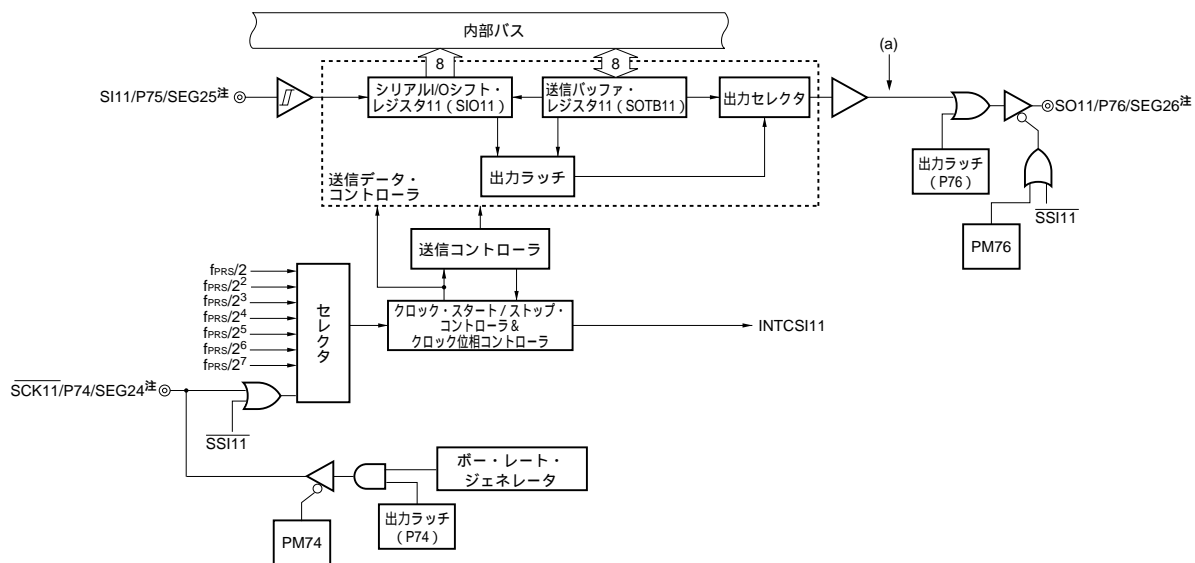 内部バス
(a)
8
8
SI11/P75/SEG25注
シリアルI/Oシフト・
レジスタ11（SIO11）
送信バッファ・
レジスタ11（SOTB11）
出力セレクタ
SO11/P76/SEG26注
出力ラッチ
出力ラッチ
（P76）
送信データ・
コントローラ
SSI11
PM76
送信コントローラ
fPRS/2
fPRS/2²
fPRS/2³
fPRS/2⁴
fPRS/2⁵
fPRS/2⁶
fPRS/2⁷
セレクタ
クロック・スタート/ストップ・
コントローラ＆
クロック位相コントローラ
INTCSI11
SCK11/P74/SEG24注
SSI11
ボー・レート・
ジェネレータ
出力ラッチ
（P74）
PM74